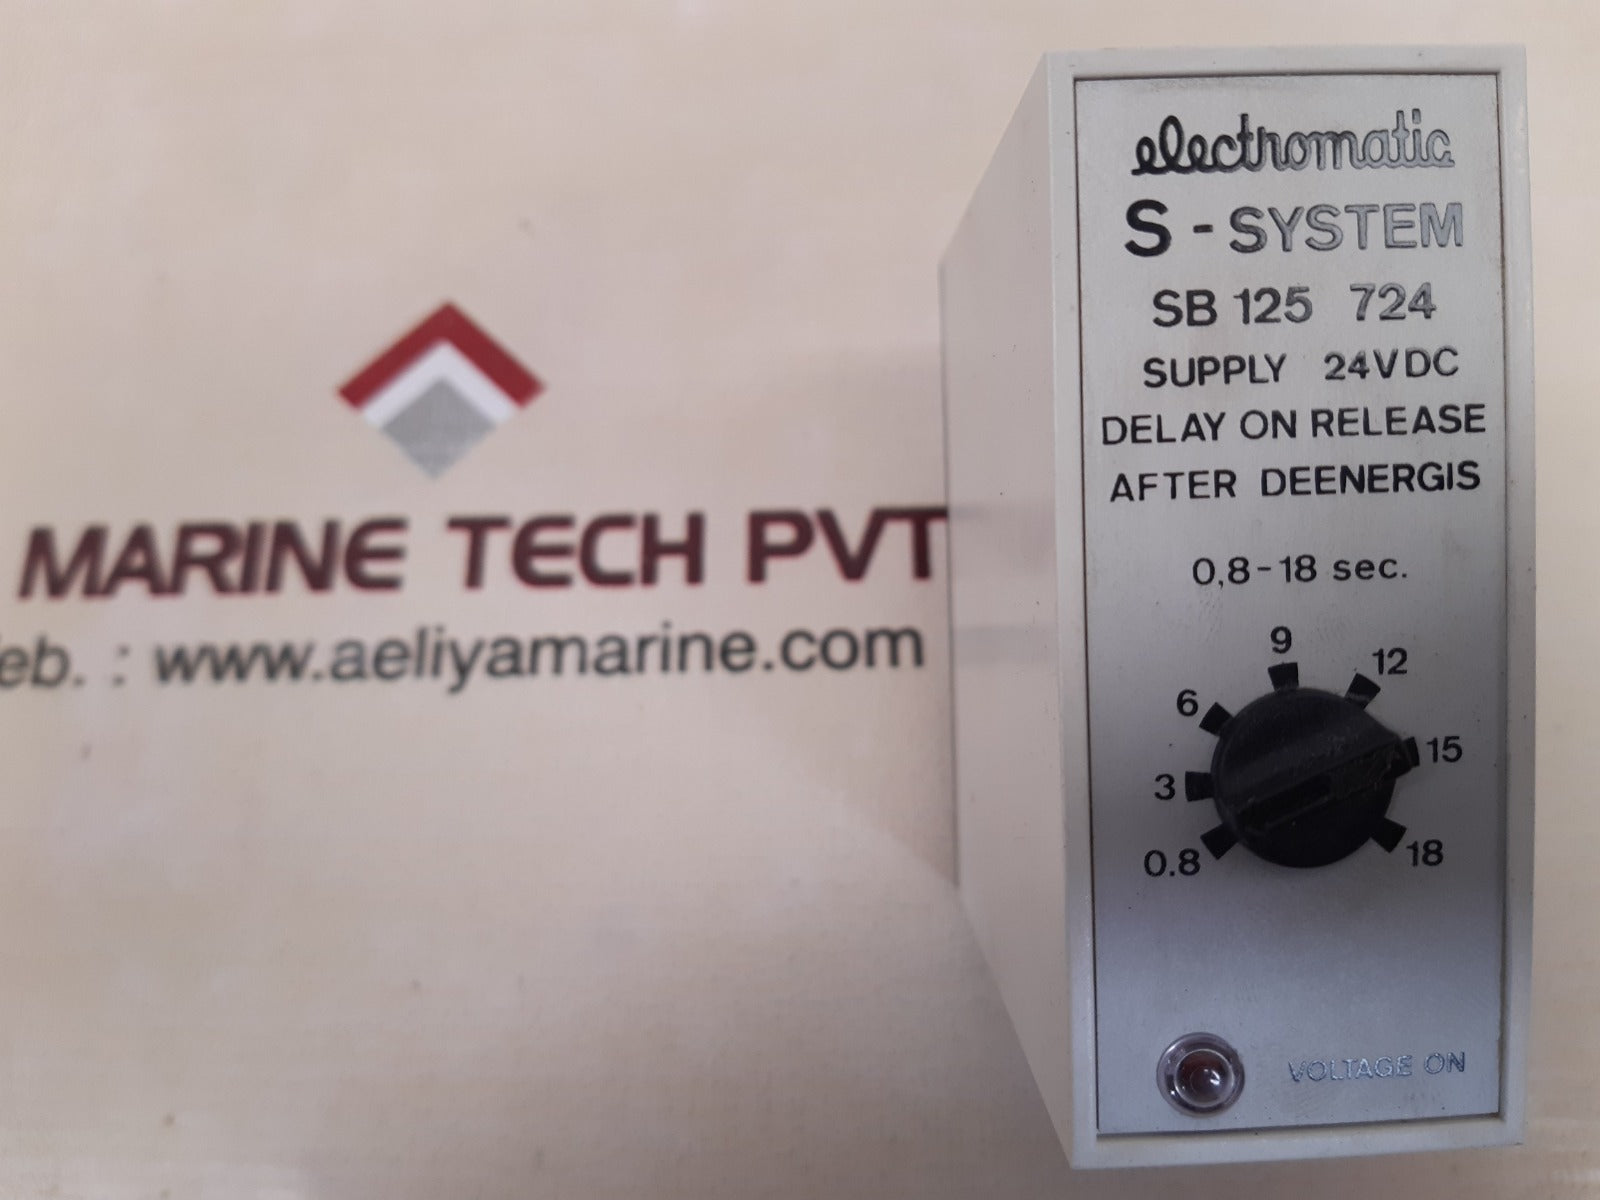 MARINE TECH PVT
eb. : www.aeliyamarine.com
electromatic
S - SYSTEM
SB 125 724
SUPPLY 24VDC
DELAY ON RELEASE
AFTER DEENERGIS
0,8-18 sec.
9
12
6
15
3
0.8
18
VOLTAGE ON